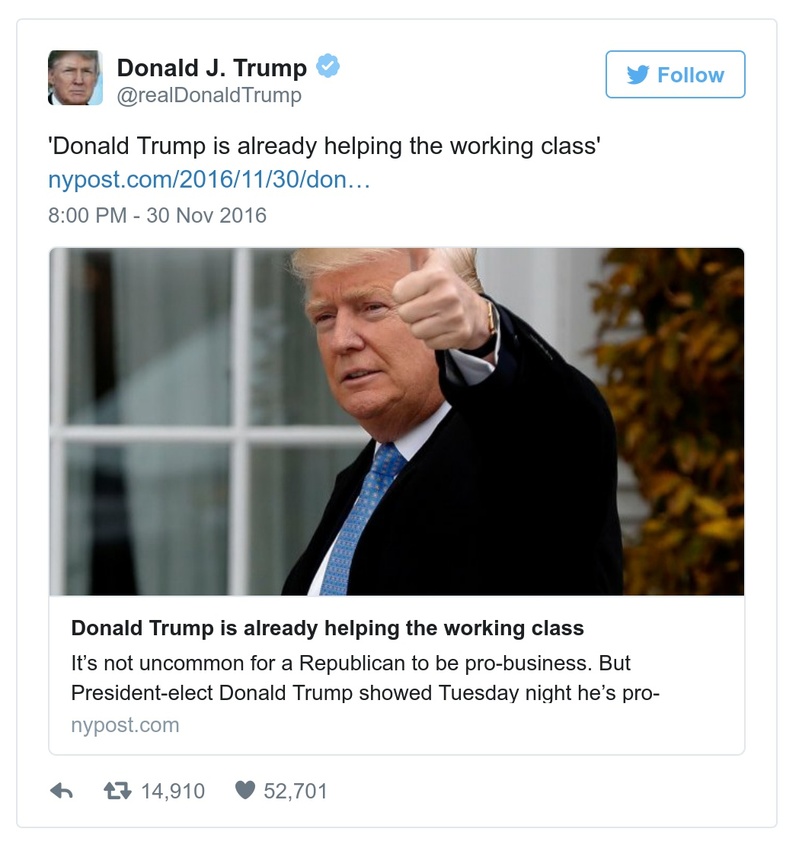 Donald J. Trump
@realDonaldTrump
Follow
'Donald Trump is already helping the working class'
nypost.com/2016/11/30/don…
8:00 PM - 30 Nov 2016
Donald Trump is already helping the working class
It’s not uncommon for a Republican to be pro-business. But
President-elect Donald Trump showed Tuesday night he’s pro-
nypost.com
14,910 52,701